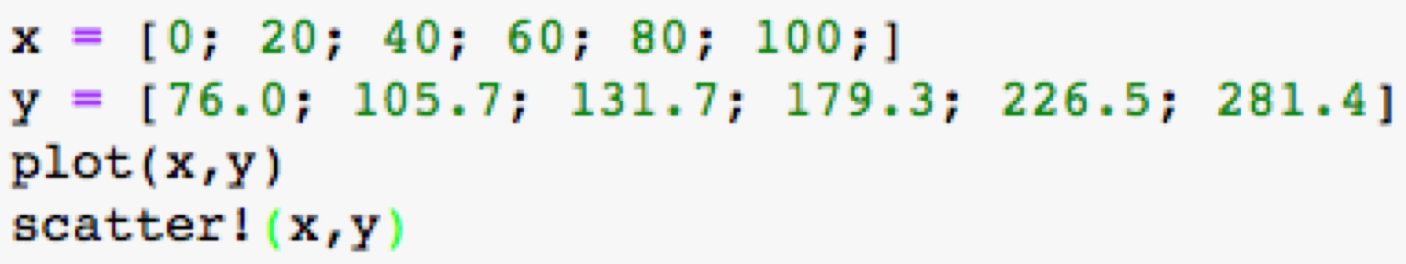 x = [0; 20; 40; 60; 80; 100;]
y = [76.0; 105.7; 131.7; 179.3; 226.5; 281.4]
plot(x,y)
scatter!(x,y)